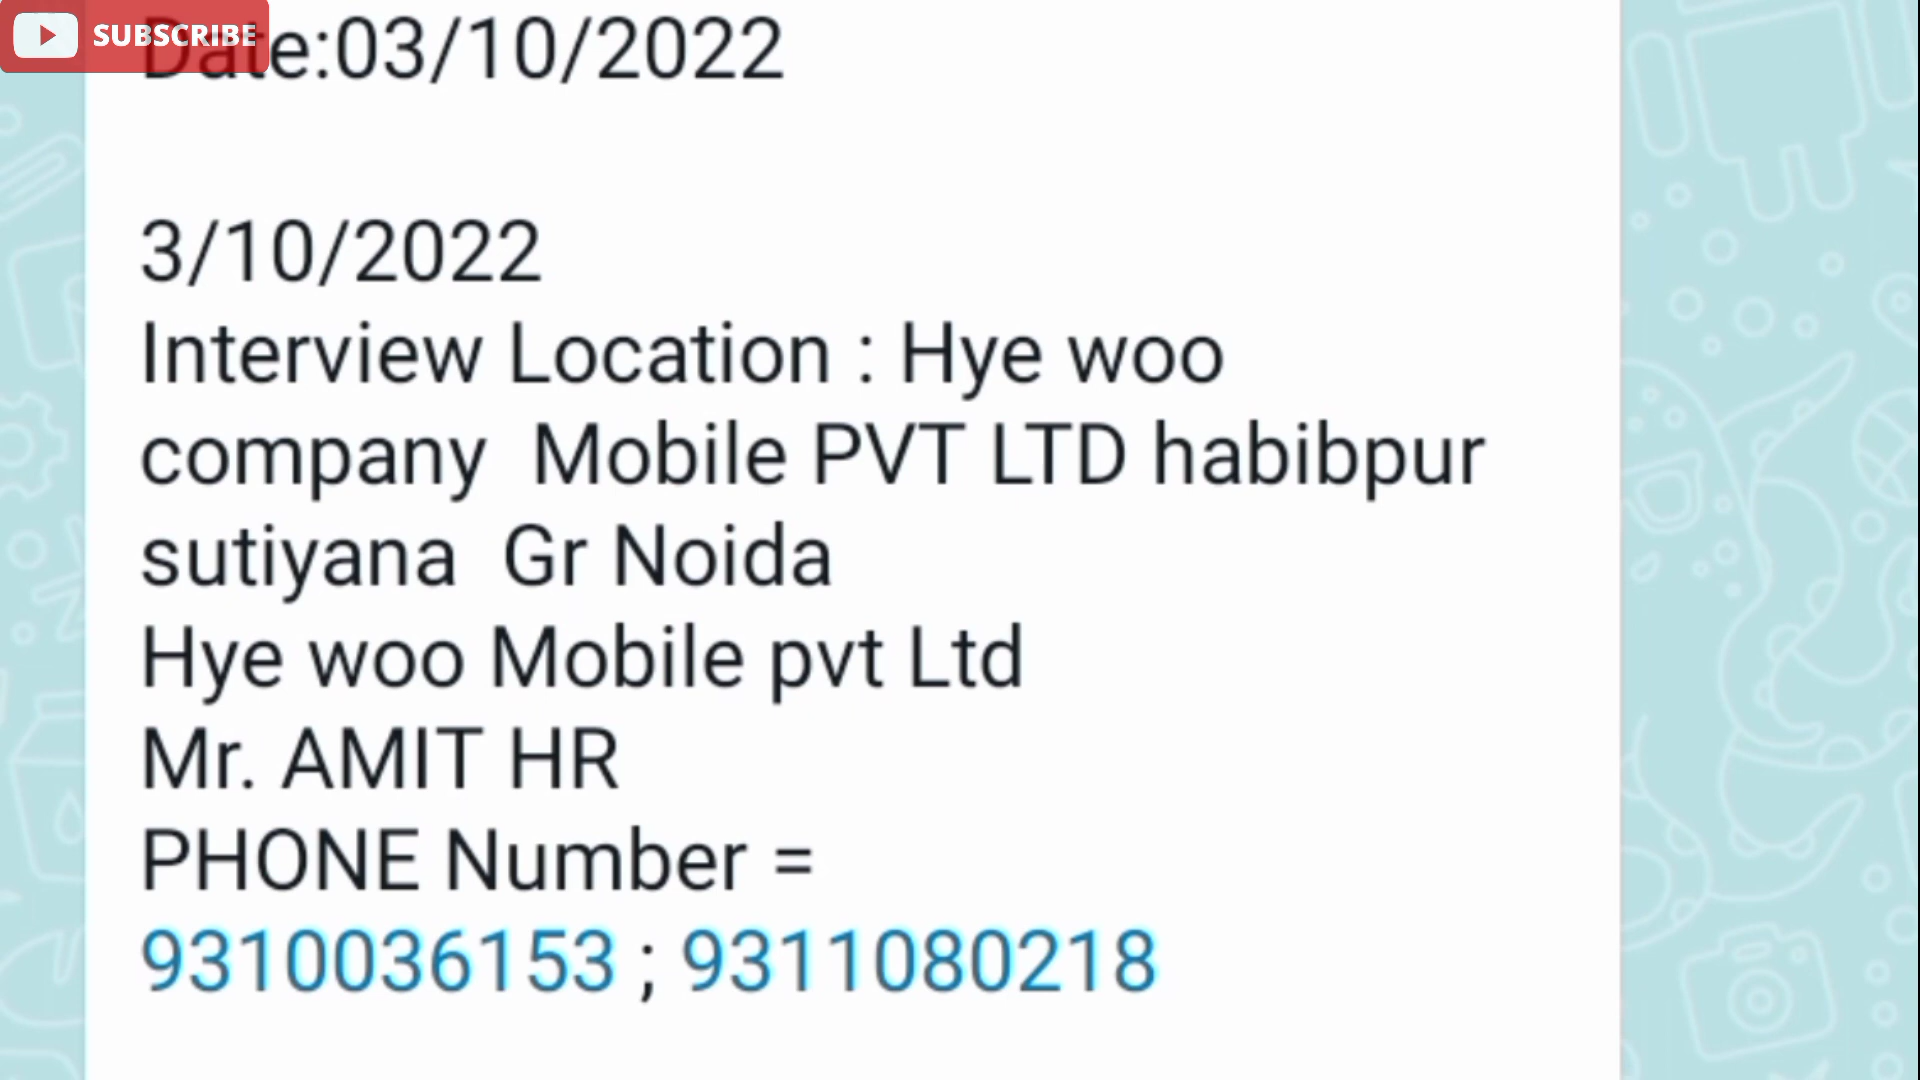 SUBSCRIBE
Date:03/10/2022
3/10/2022
Interview Location : Hye woo
company  Mobile PVT LTD habibpur
sutiyana  Gr Noida
Hye woo Mobile pvt Ltd
Mr. AMIT HR
PHONE Number =
9310036153 ; 9311080218